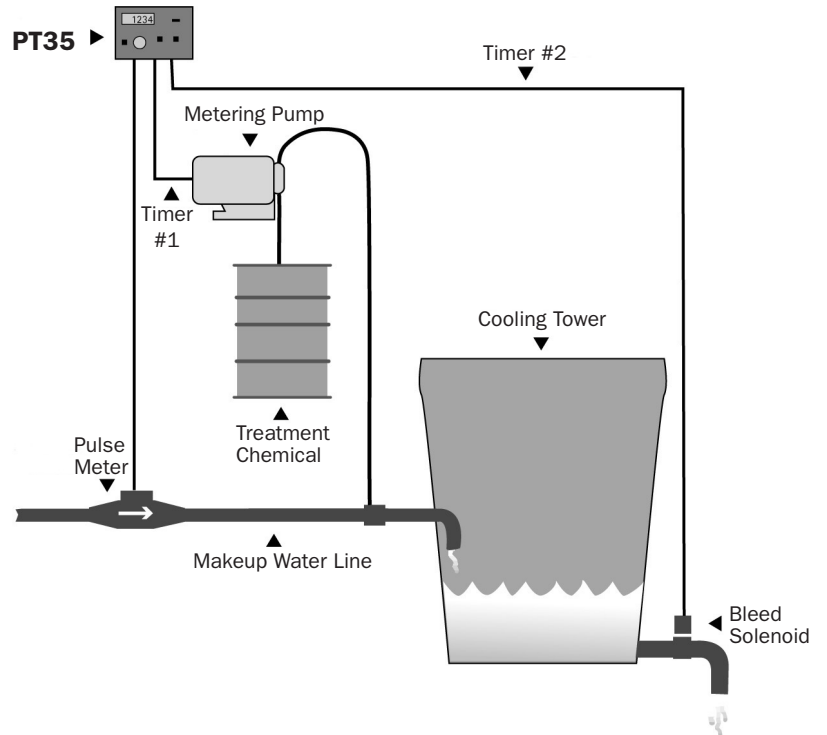 1234
PT35
Timer #2
Metering Pump
Timer
#1
Cooling Tower
Treatment
Chemical
Pulse
Meter
Makeup Water Line
Bleed
Solenoid